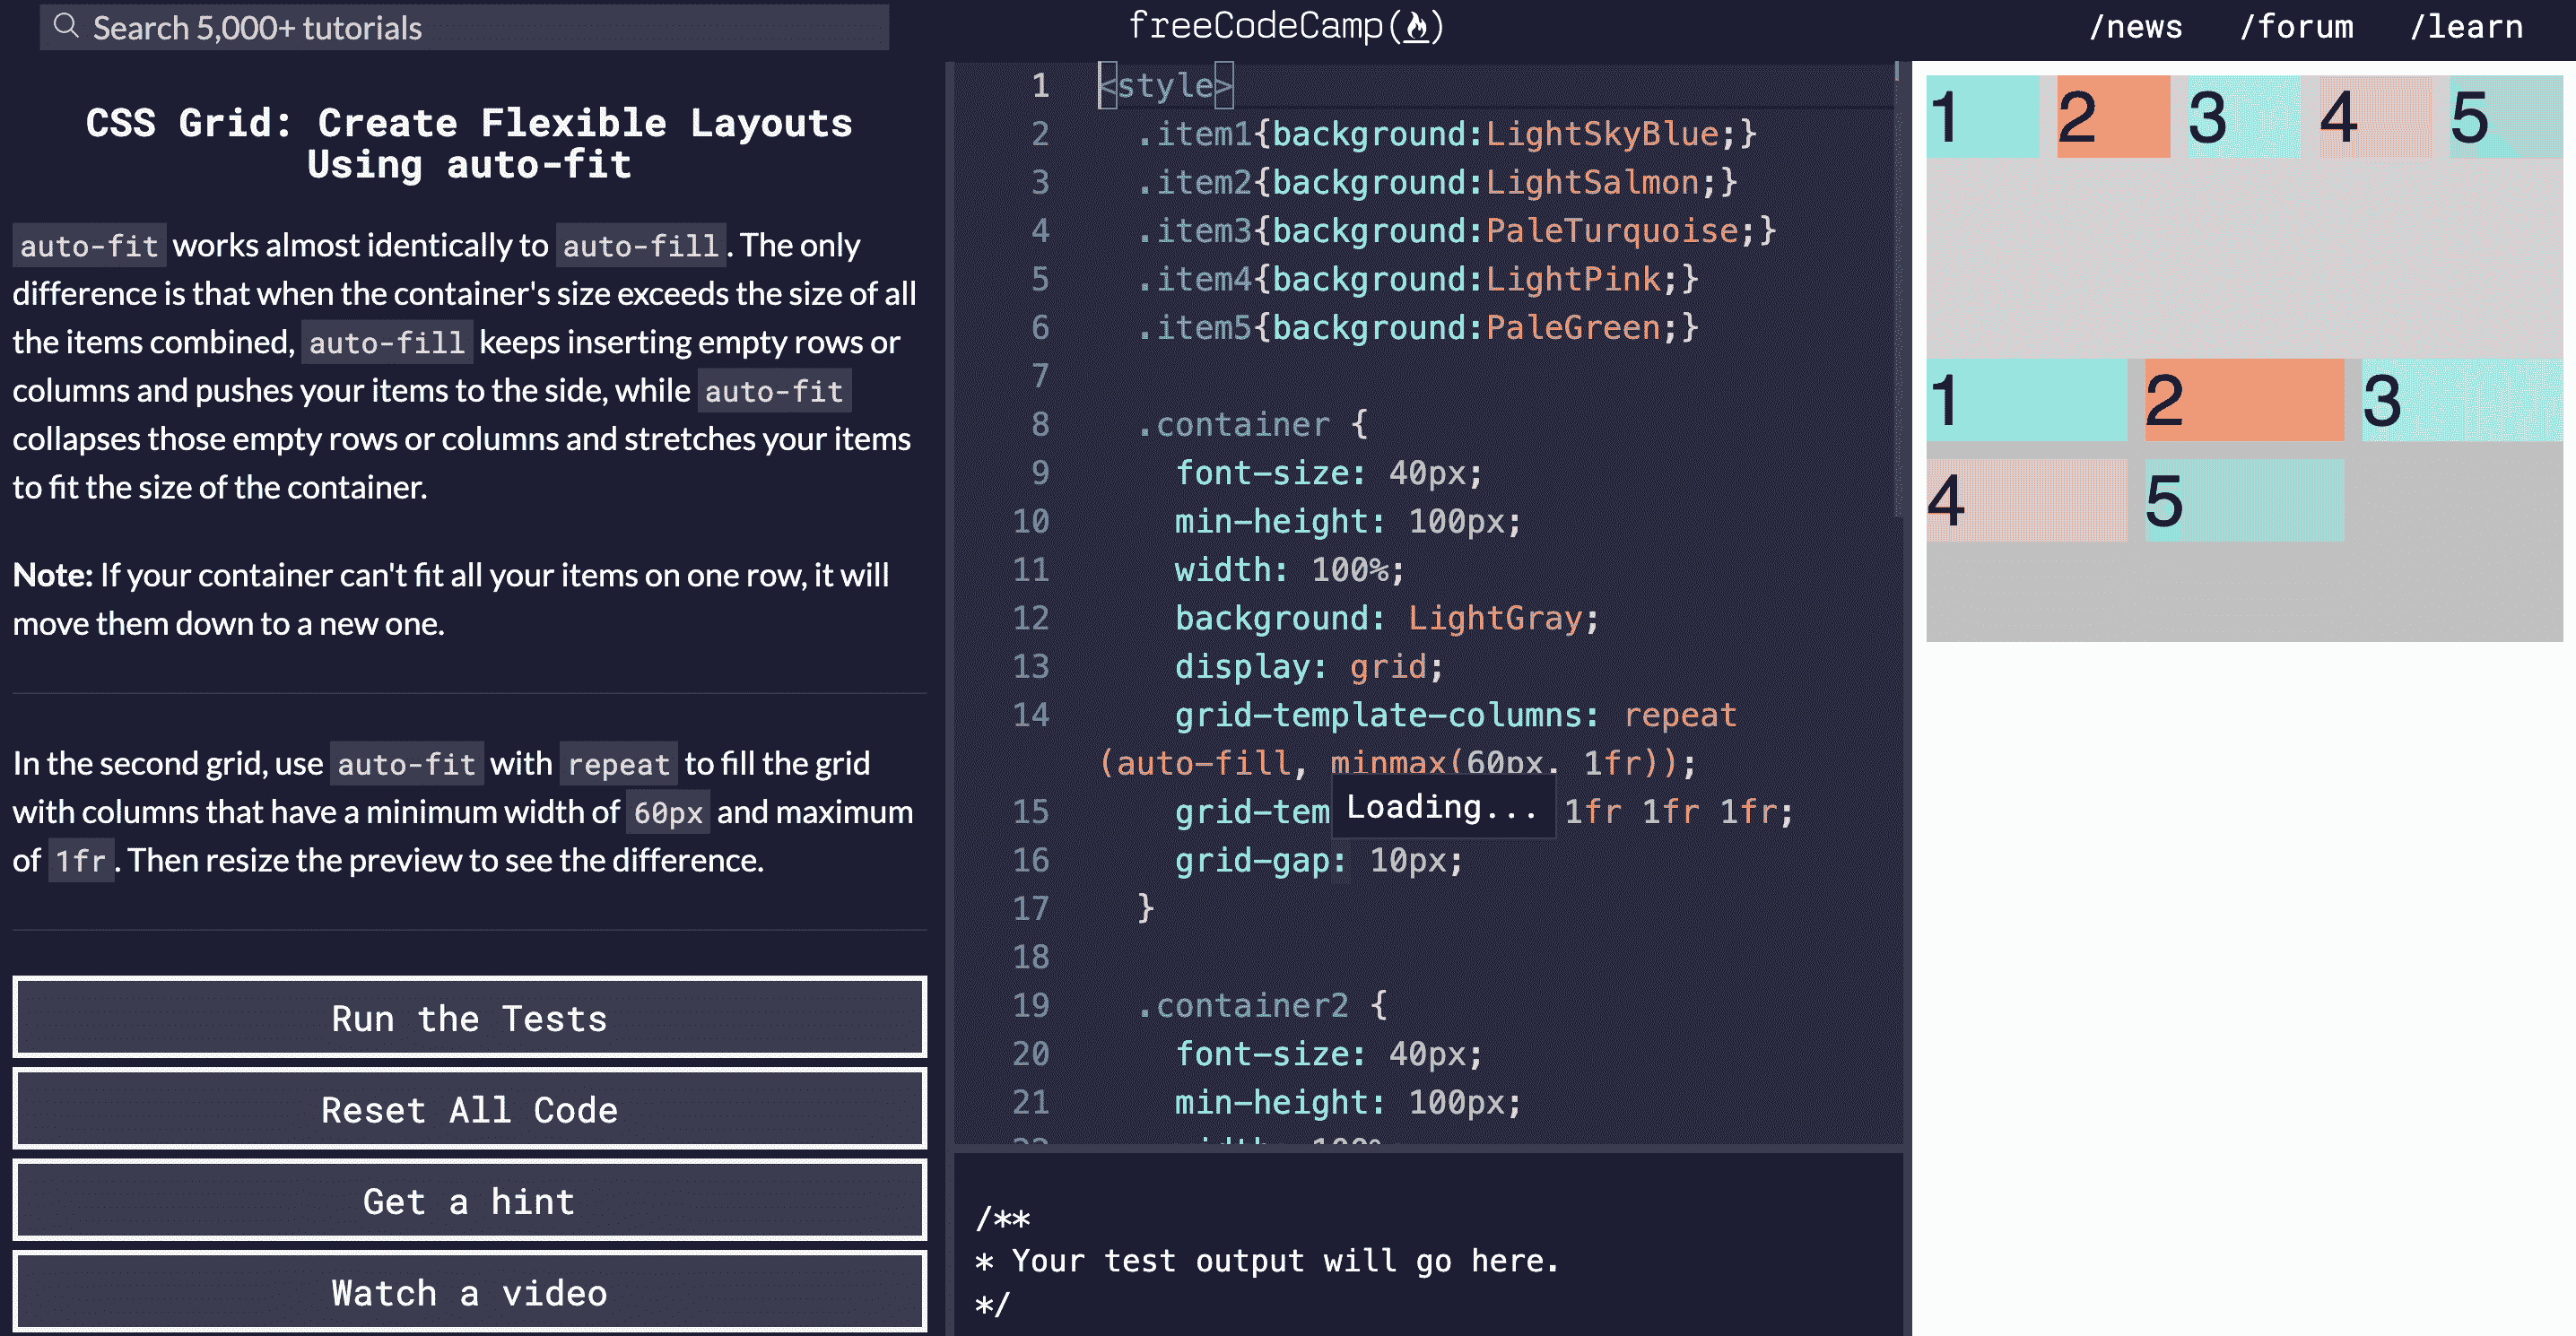 Search 5,000+ tutorials
freeCodeCamp
/news /forum /learn
CSS Grid: Create Flexible Layouts
Using auto-fit
auto-fit works almost identically to auto-fill. The only
difference is that when the container's size exceeds the size of all
the items combined, auto-fill keeps inserting empty rows or
columns and pushes your items to the side, while auto-fit
collapses those empty rows or columns and stretches your items
to fit the size of the container.
Note: If your container can't fit all your items on one row, it will
move them down to a new one.
In the second grid, use auto-fit with repeat to fill the grid
with columns that have a minimum width of 60px and maximum
of 1fr. Then resize the preview to see the difference.
Run the Tests
Reset All Code
Get a hint
Watch a video
1 <style>
2 .item1{background:LightSkyBlue;}
3 .item2{background:LightSalmon;}
4 .item3{background:PaleTurquoise;}
5 .item4{background:LightPink;}
6 .item5{background:PaleGreen;}
7
8 .container {
9 font-size: 40px;
10 min-height: 100px;
11 width: 100%;
12 background: LightGray;
13 display: grid;
14 grid-template-columns: repeat
(auto-fill, minmax(60px, 1fr));
Loading...
15 grid-tem 1fr 1fr 1fr;
16 grid-gap: 10px;
17 }
18
19 .container2 {
20 font-size: 40px;
21 min-height: 100px;
/**
* Your test output will go here.
*/
1 2 3 4 5
1 2 3
4 5